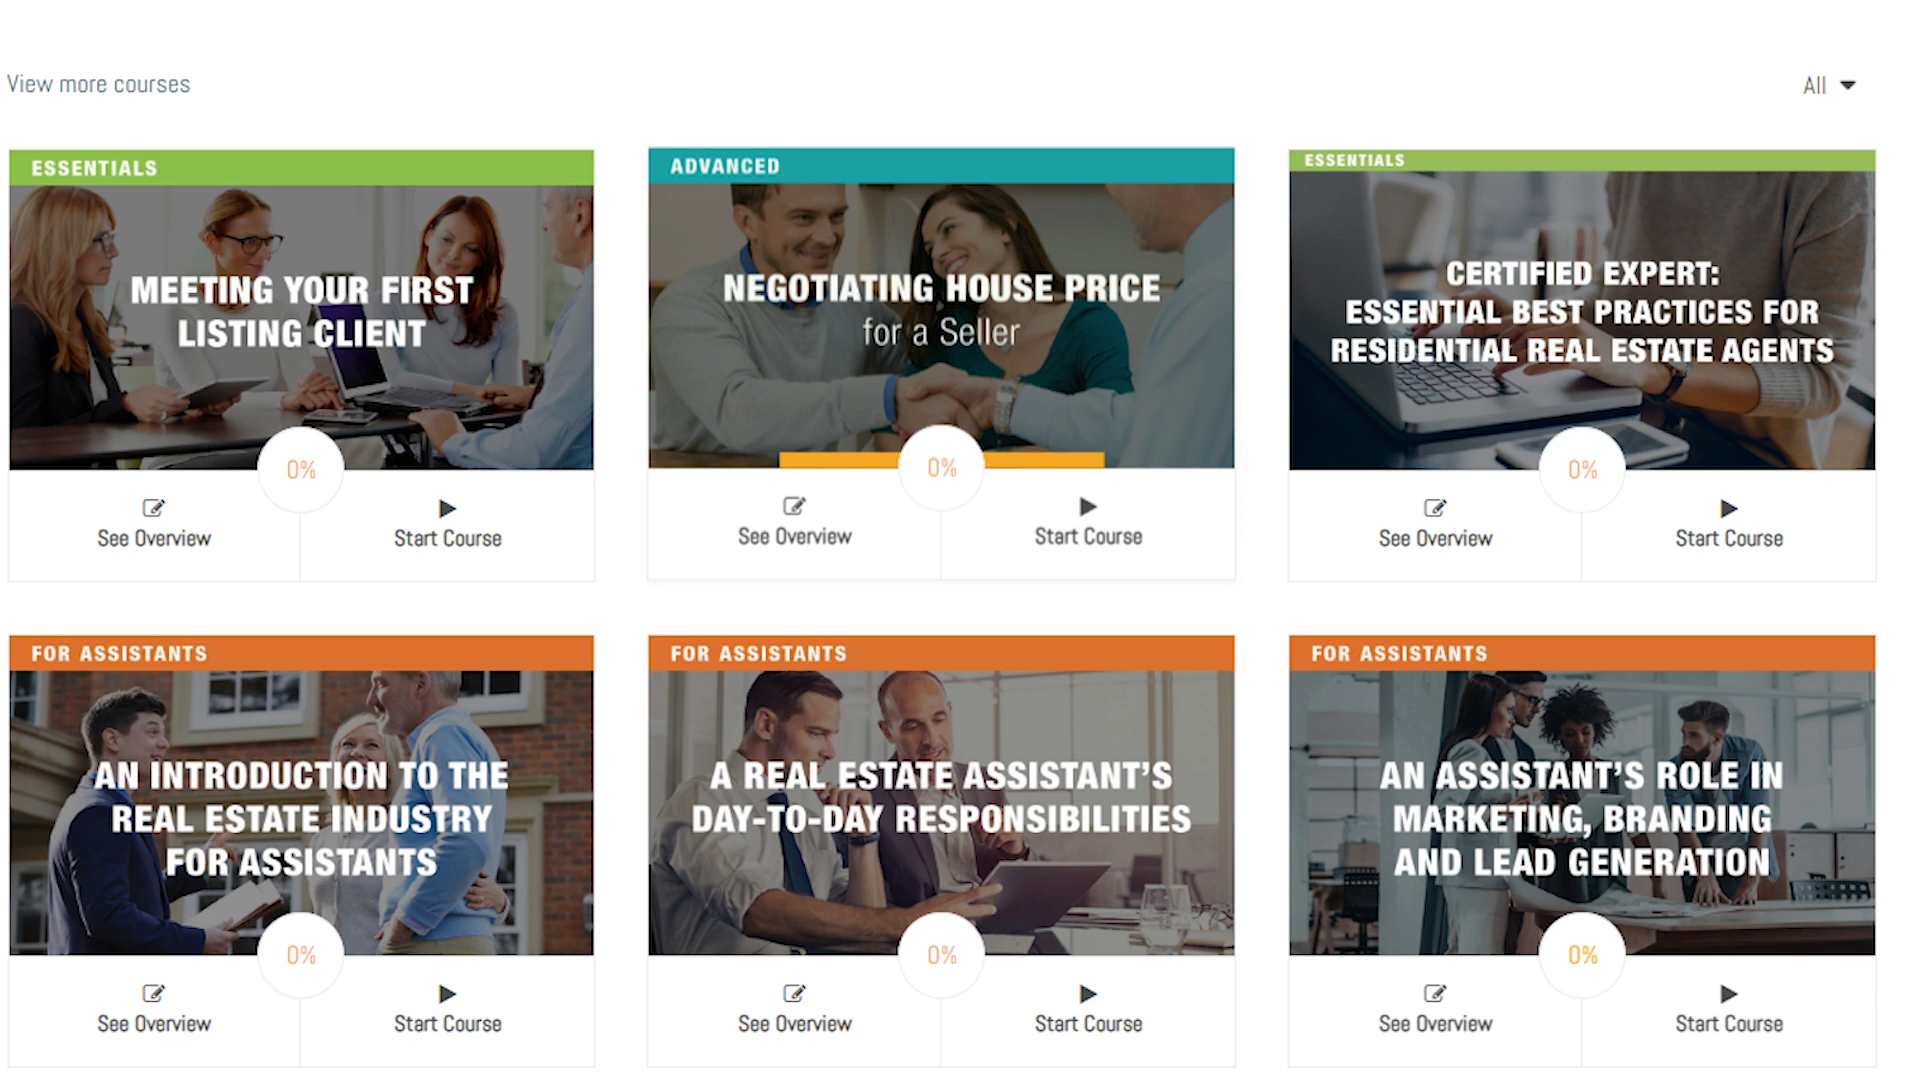 View more courses
All
ESSENTIALS
MEETING YOUR FIRST
LISTING CLIENT
0%
See Overview
Start Course
ADVANCED
NEGOTIATING HOUSE PRICE
for a Seller
0%
See Overview
Start Course
ESSENTIALS
CERTIFIED EXPERT:
ESSENTIAL BEST PRACTICES FOR
RESIDENTIAL REAL ESTATE AGENTS
0%
See Overview
Start Course
FOR ASSISTANTS
AN INTRODUCTION TO THE
REAL ESTATE INDUSTRY
FOR ASSISTANTS
0%
See Overview
Start Course
FOR ASSISTANTS
A REAL ESTATE ASSISTANT'S
DAY-TO-DAY RESPONSIBILITIES
0%
See Overview
Start Course
FOR ASSISTANTS
AN ASSISTANT'S ROLE IN
MARKETING, BRANDING
AND LEAD GENERATION
0%
See Overview
Start Course